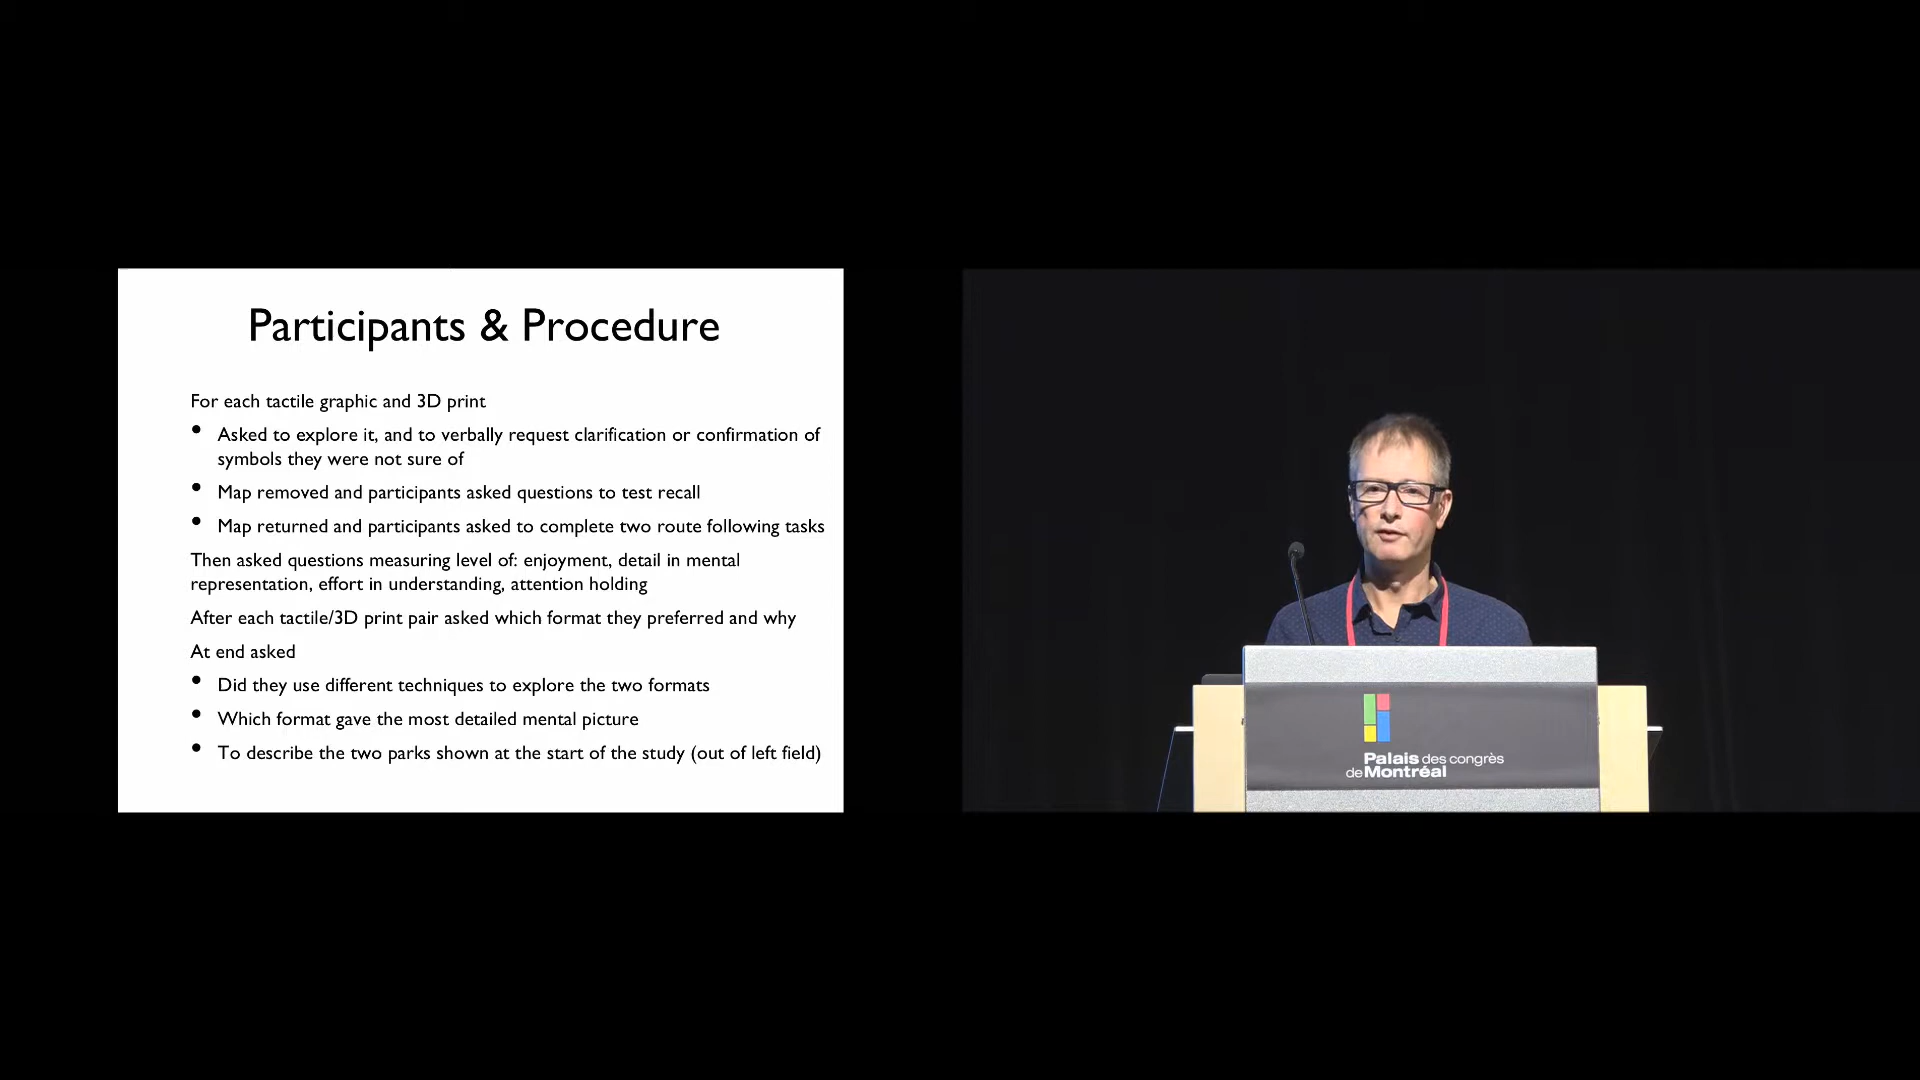 Participants & Procedure
For each tactile graphic and 3D print
• Asked to explore it, and to verbally request clarification or confirmation of
symbols they were not sure of
• Map removed and participants asked questions to test recall
• Map returned and participants asked to complete two route following tasks
Then asked questions measuring level of: enjoyment, detail in mental
representation, effort in understanding, attention holding
After each tactile/3D print pair asked which format they preferred and why
At end asked
• Did they use different techniques to explore the two formats
• Which format gave the most detailed mental picture
• To describe the two parks shown at the start of the study (out of left field)
Palais des congrès
de Montréal